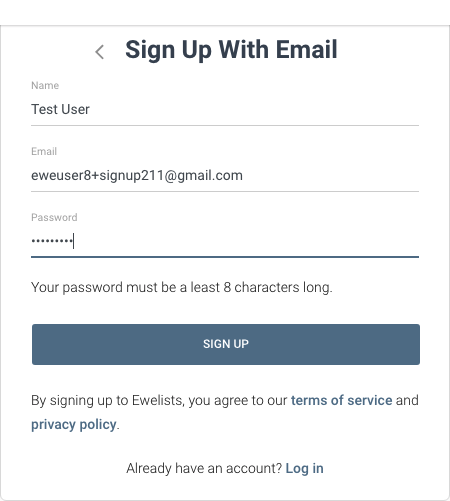 Sign Up With Email
Name
Test User
Email
eweuser8+signup211@gmail.com
Password
•••••••••
Your password must be a least 8 characters long.
SIGN UP
By signing up to Ewelists, you agree to our terms of service and
privacy policy.
Already have an account? Log in